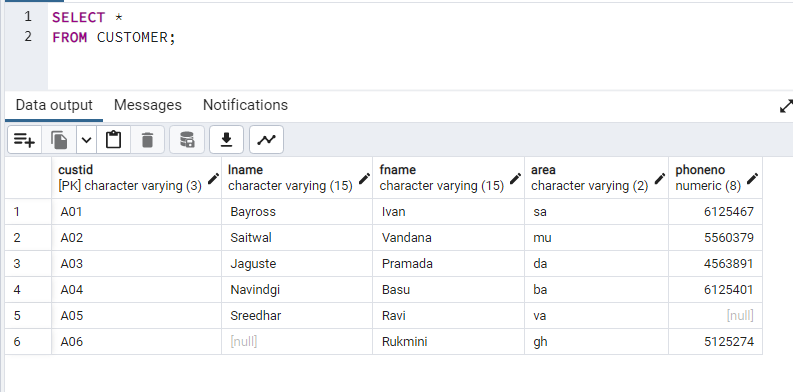 1 SELECT *
2 FROM CUSTOMER;
Data output Messages Notifications
custid lname fname area phoneno
[PK] character varying (3) character varying (15) character varying (15) character varying (2) numeric (8)
1 A01 Bayross Ivan sa 6125467
2 A02 Saitwal Vandana mu 5560379
3 A03 Jaguste Pramada da 4563891
4 A04 Navindgi Basu ba 6125401
5 A05 Sreedhar Ravi va [null]
6 A06 [null] Rukmini gh 5125274